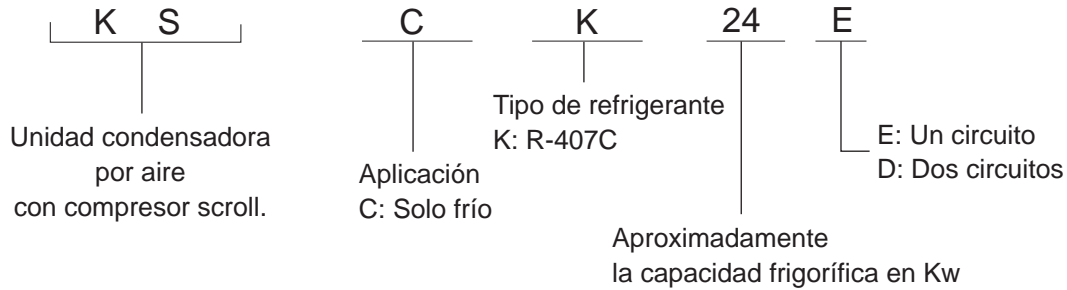 K S C K 24 E
Unidad condensadora
por aire
con compresor scroll.
Aplicación
C: Solo frío
Tipo de refrigerante
K: R-407C
Aproximadamente
la capacidad frigorífica en Kw
E: Un circuito
D: Dos circuitos